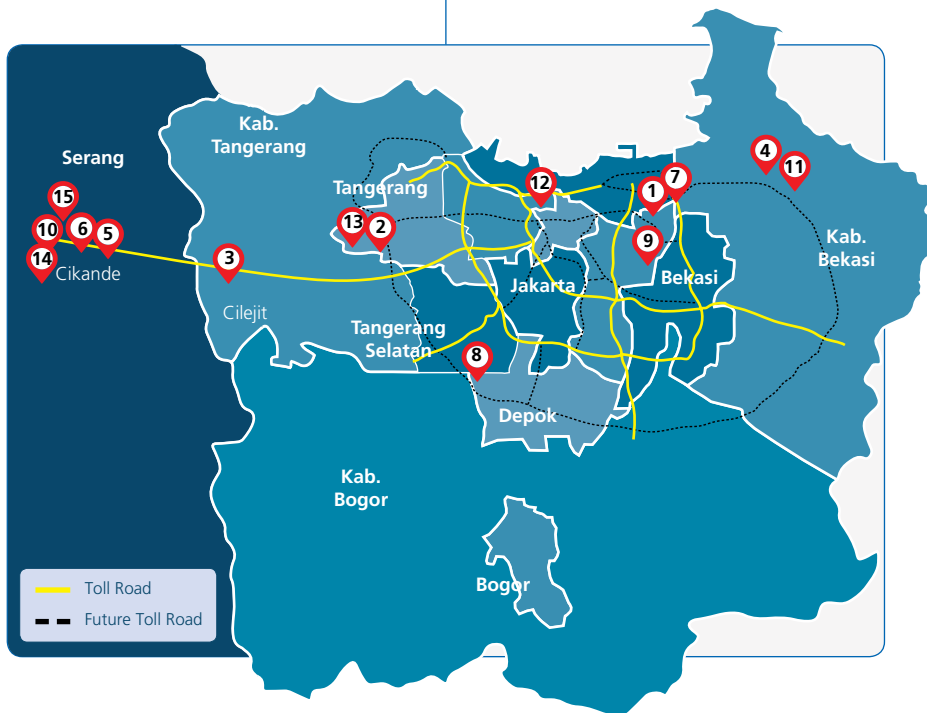 Kab.
Tangerang
Serang
4
11
15
Tangerang
12
1
7
10
6
5
13
2
9
Kab.
Bekasi
14
Cikande
3
Jakarta
Bekasi
Cilejit
Tangerang
Selatan
8
Depok
Kab.
Bogor
Bogor
Toll Road
Future Toll Road